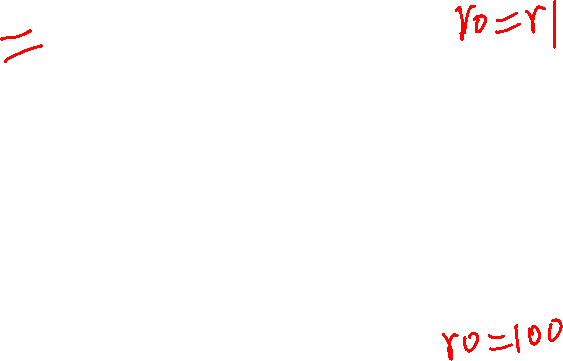 =
r0=r1
r0=100